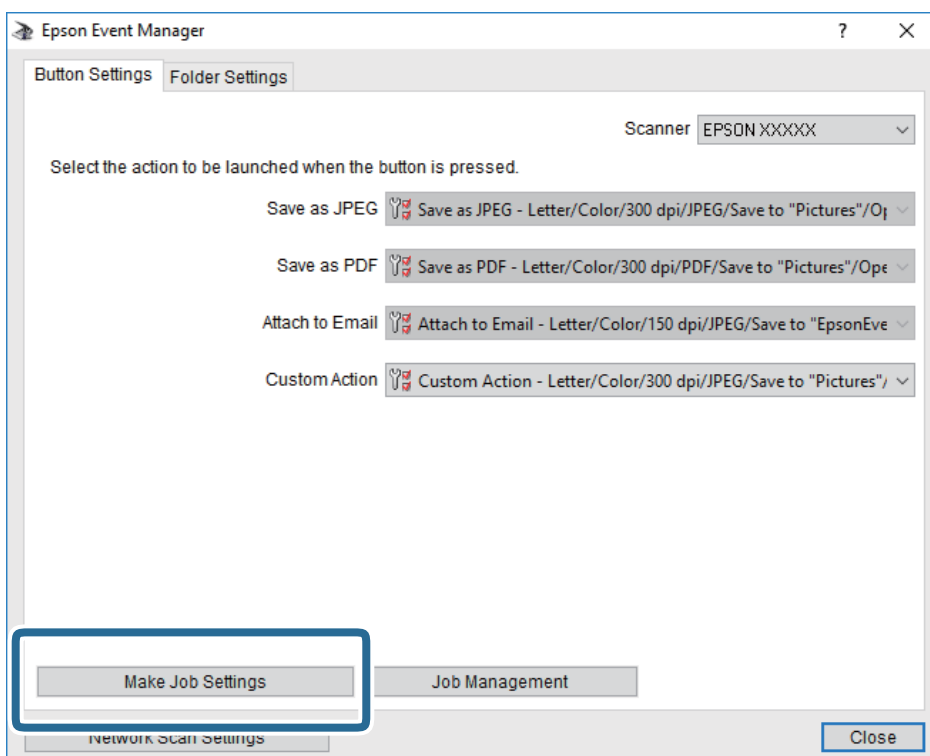 Epson Event Manager
Button Settings Folder Settings
Scanner EPSON XXXXX
Select the action to be launched when the button is pressed.
Save as JPEG Save as JPEG - Letter/Color/300 dpi/JPEG/Save to "Pictures"/Op
Save as PDF Save as PDF - Letter/Color/300 dpi/PDF/Save to "Pictures"/Ope
Attach to Email Attach to Email - Letter/Color/150 dpi/JPEG/Save to "EpsonEve
Custom Action Custom Action - Letter/Color/300 dpi/JPEG/Save to "Pictures"/
Make Job Settings Job Management
Network Scan Settings Close